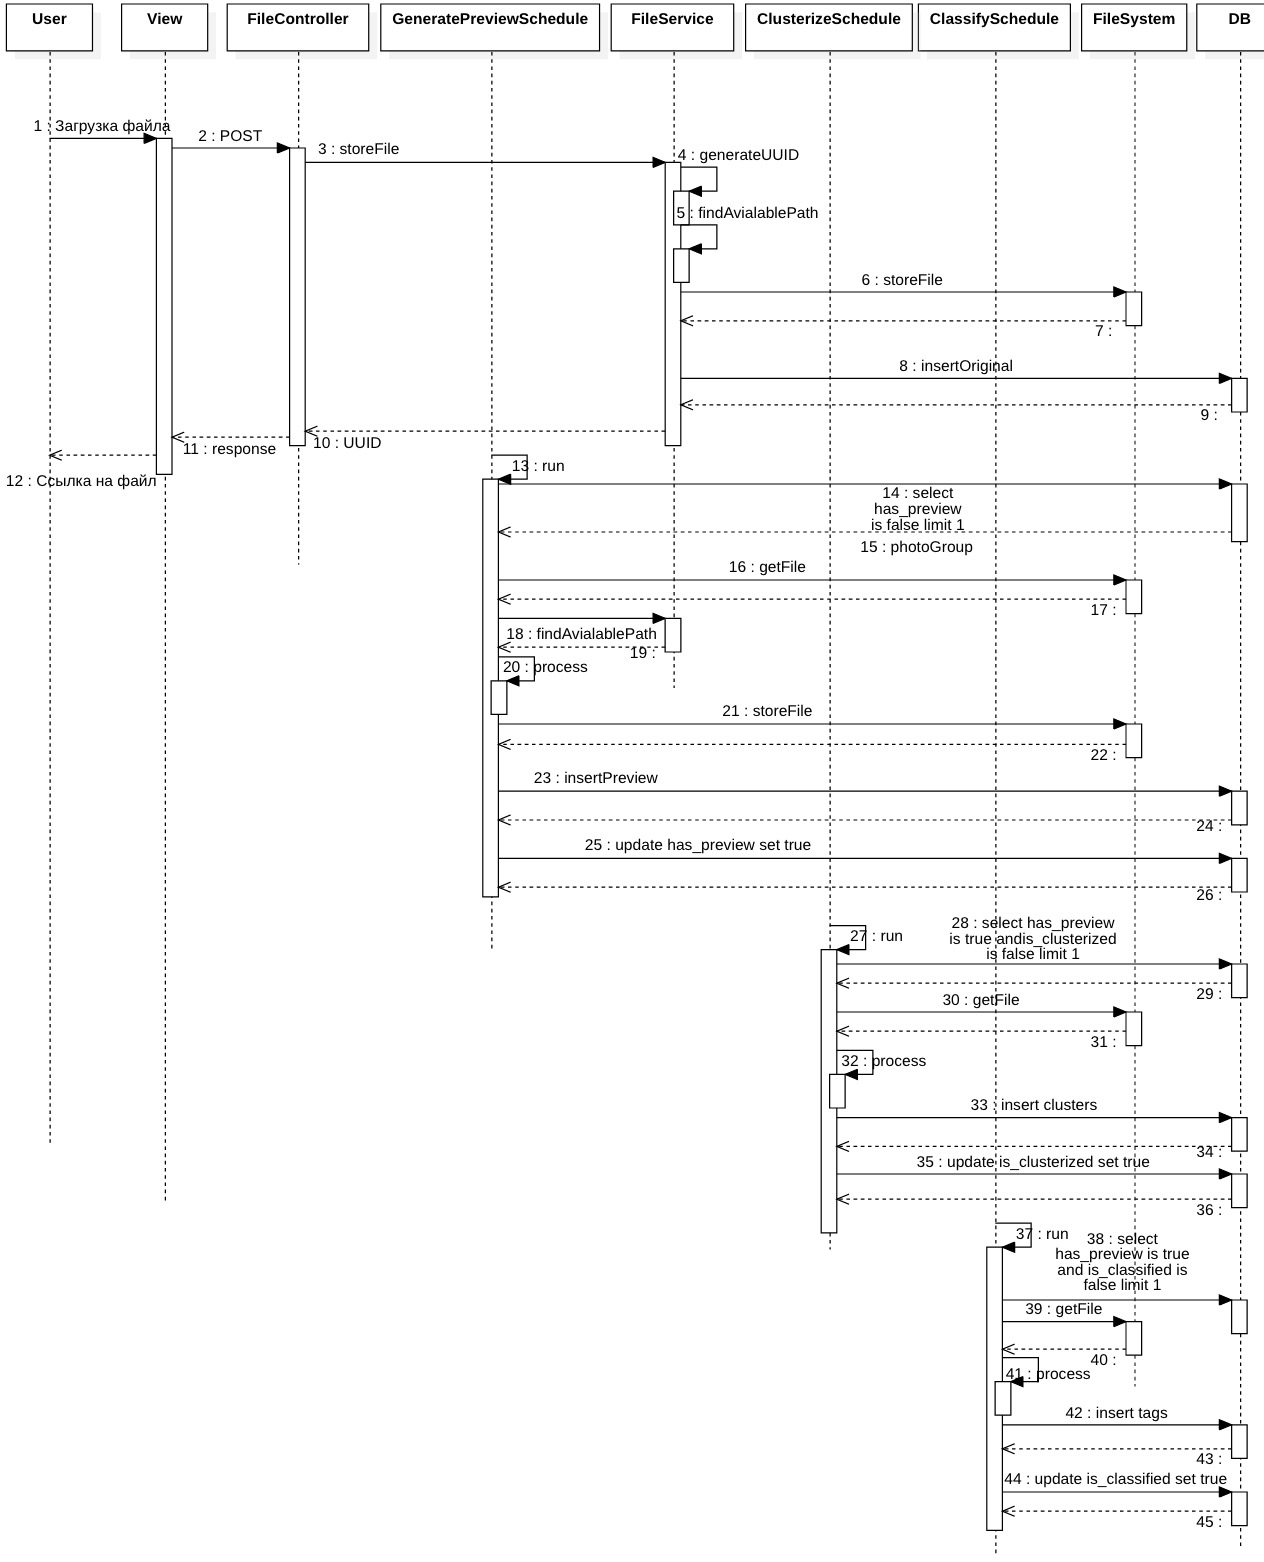 User
View
FileController
GeneratePreviewSchedule
FileService
ClusterizeSchedule
ClassifySchedule
FileSystem
DB
1 : Загрузка файла
2 : POST
3 : storeFile
4 : generateUUID
5 : findAvialablePath
6 : storeFile
7 :
8 : insertOriginal
9 :
10 : UUID
11 : response
12 : Ссылка на файл
13 : run
14 : select
has_preview
is false limit 1
15 : photoGroup
16 : getFile
17 :
18 : findAvialablePath
19 :
20 : process
21 : storeFile
22 :
23 : insertPreview
24 :
25 : update has_preview set true
26 :
27 : run
28 : select has_preview
is true andis_clusterized
is false limit 1
29 :
30 : getFile
31 :
32 : process
33 : insert clusters
34 :
35 : update is_clusterized set true
36 :
37 : run
38 : select
has_preview is true
and is_classified is
false limit 1
39 : getFile
40 :
41 : process
42 : insert tags
43 :
44 : update is_classified set true
45 :